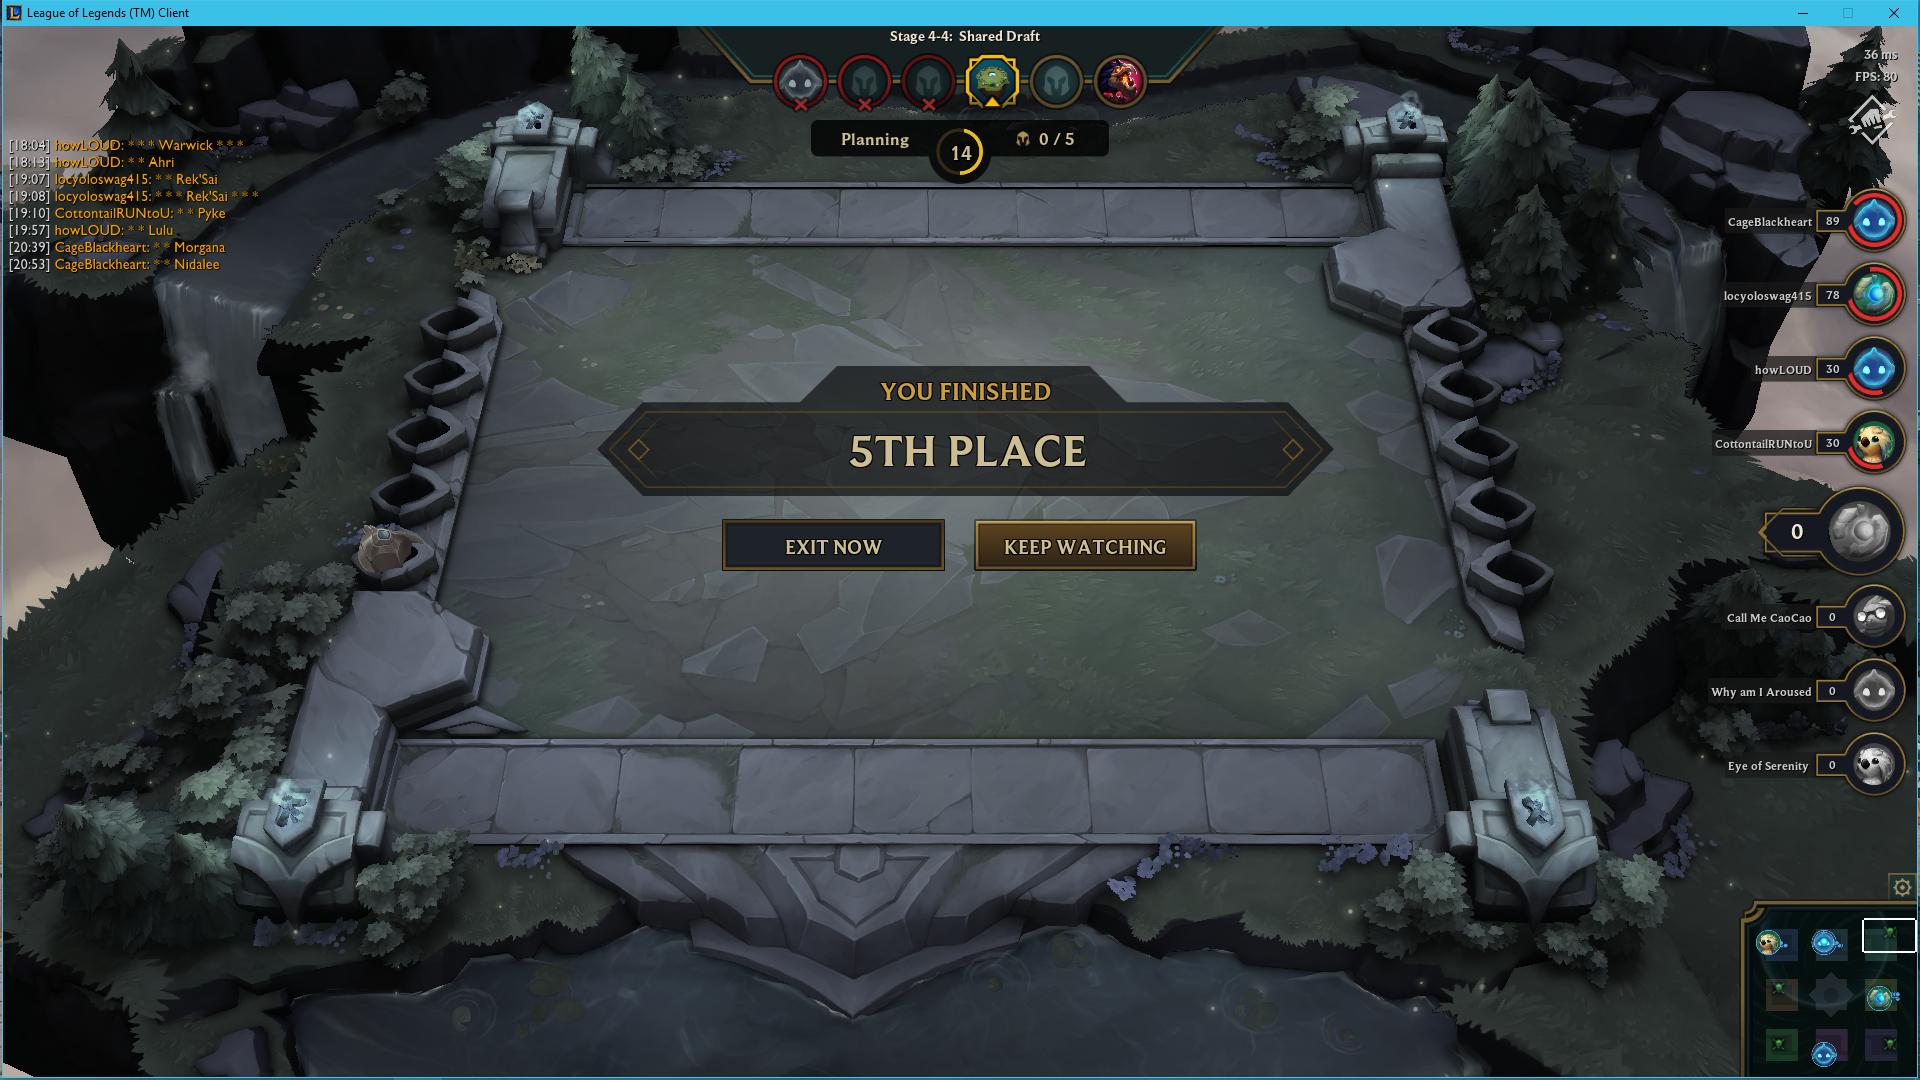 League of Legends (TM) Client
Stage 4-4: Shared Draft
36 ms
FPS: 80
Planning
14
0 / 5
[18:04] howLOUD: * * * Warwick * * *
[18:13] howLOUD: * * Ahri
[19:07] locyoloswag415: * * Rek'Sai
[19:08] locyoloswag415: * * * Rek'Sai * * *
[19:10] CottontailRUNtoU: * * Pyke
[19:57] howLOUD: * * Lulu
[20:39] CageBlackheart: * * Morgana
[20:53] CageBlackheart: * * Nidalee
CageBlackheart 89
locyoloswag415 78
howLOUD 30
CottontailRUNtoU 30
0
Call Me CaoCao 0
Why am I Aroused 0
Eye of Serenity 0
YOU FINISHED
5TH PLACE
EXIT NOW
KEEP WATCHING